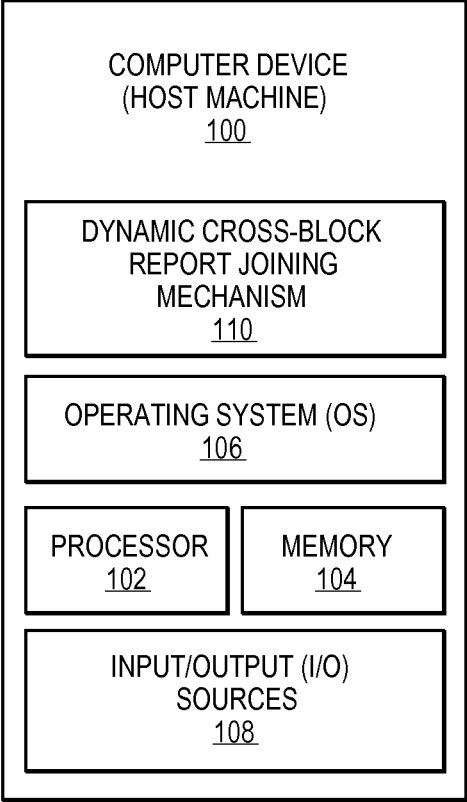 COMPUTER DEVICE
(HOST MACHINE)
100
DYNAMIC CROSS-BLOCK
REPORT JOINING
MECHANISM
110
OPERATING SYSTEM (OS)
106
PROCESSOR
102
MEMORY
104
INPUT/OUTPUT (I/O)
SOURCES
108